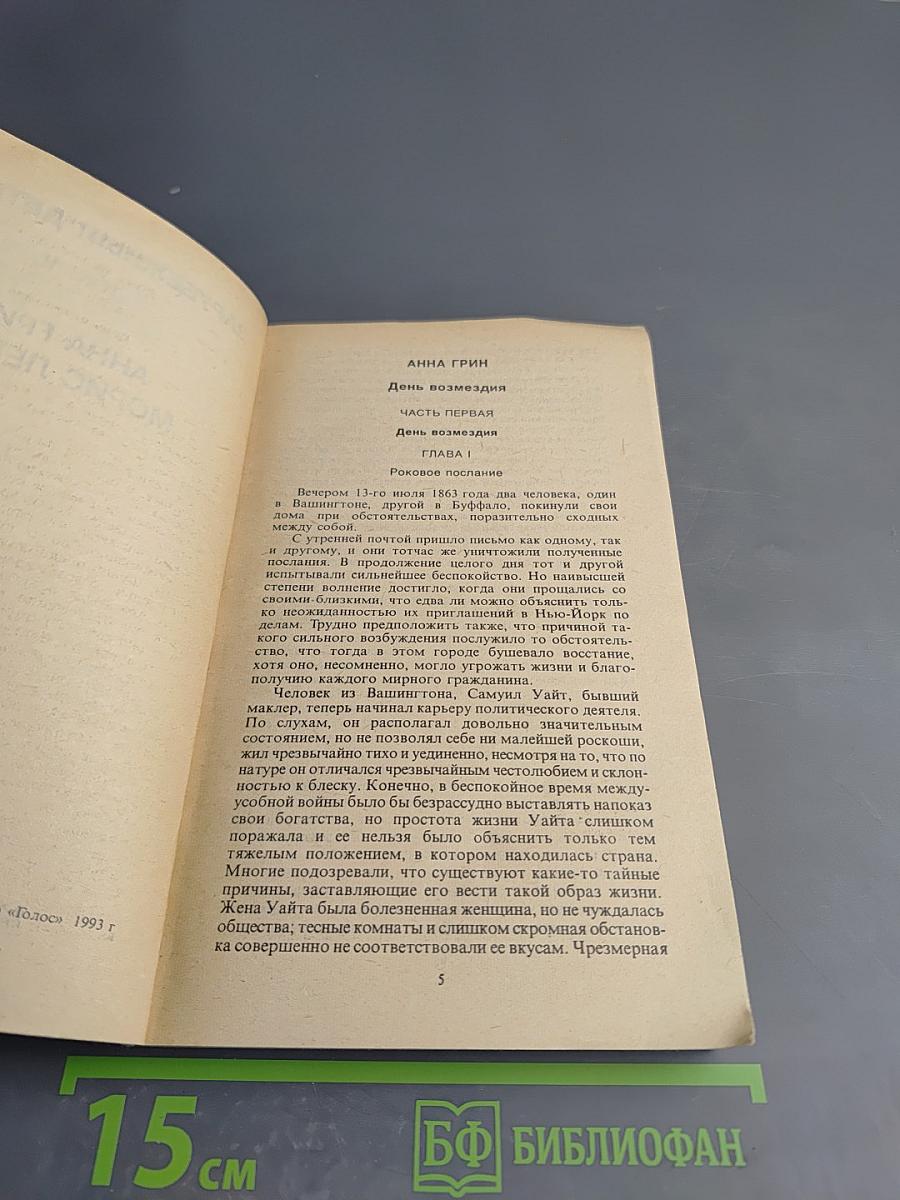 «Голос» 1993 г
АННА ГРИН
День возмездия
ЧАСТЬ ПЕРВАЯ
День возмездия
ГЛАВА I
Роковое послание
Вечером 13-го июля 1863 года два человека, один
в Вашингтоне, другой в Буффало, покинули свои
дома при обстоятельствах, поразительно сходных
между собой.
С утренней почтой пришло письмо как одному, так
и другому, и они тотчас же уничтожили полученные
послания. В продолжение целого дня тот и другой
испытывали сильнейшее беспокойство. Но наивысшей
степени волнение достигло, когда они прощались со
своими близкими, что едва ли можно объяснить толь-
ко неожиданностью их приглашений в Нью-Йорк по
делам. Трудно предположить также, что причиной та-
кого сильного возбуждения послужило то обстоятель-
ство, что тогда в этом городе бушевало восстание,
хотя оно, несомненно, могло угрожать жизни и благо-
получию каждого мирного гражданина.
Человек из Вашингтона, Самуил Уайт, бывший
маклер, теперь начинал карьеру политического деятеля.
По слухам, он располагал довольно значительным
состоянием, но не позволял себе ни малейшей роскоши,
жил чрезвычайно тихо и уединенно, несмотря на то, что по
натуре он отличался чрезвычайным честолюбием и склон-
ностью к блеску. Конечно, в беспокойное время между-
усобной войны было бы безрассудно выставлять напоказ
свои богатства, но простота жизни Уайта слишком
поражала и ее нельзя было объяснить только тем
тяжелым положением, в котором находилась страна.
Многие подозревали, что существуют какие-то тайные
причины, заставляющие его вести такой образ жизни.
Жена Уайта была болезненная женщина, но не чуждалась
общества; тесные комнаты и слишком скромная обстанов-
ка совершенно не соответствовали ее вкусам. Чрезмерная
5
15 см
БФ БИБЛИОФАН